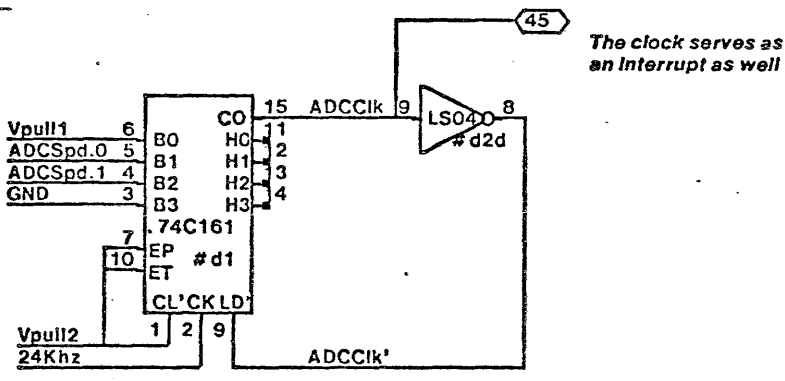 45
The clock serves as
an Interrupt as well
CO 15 ADCClk 9 LS04 8
#d2d
Vpull1 6 B0 H0 11
ADCSpd.0 5 B1 H1 2
ADCSpd.1 4 B2 H2 3
GND 3 B3 H3 4
74C161
7 EP
10 ET #d1
CL' CK LD'
Vpull2 1 2 9
24Khz ADCClk'